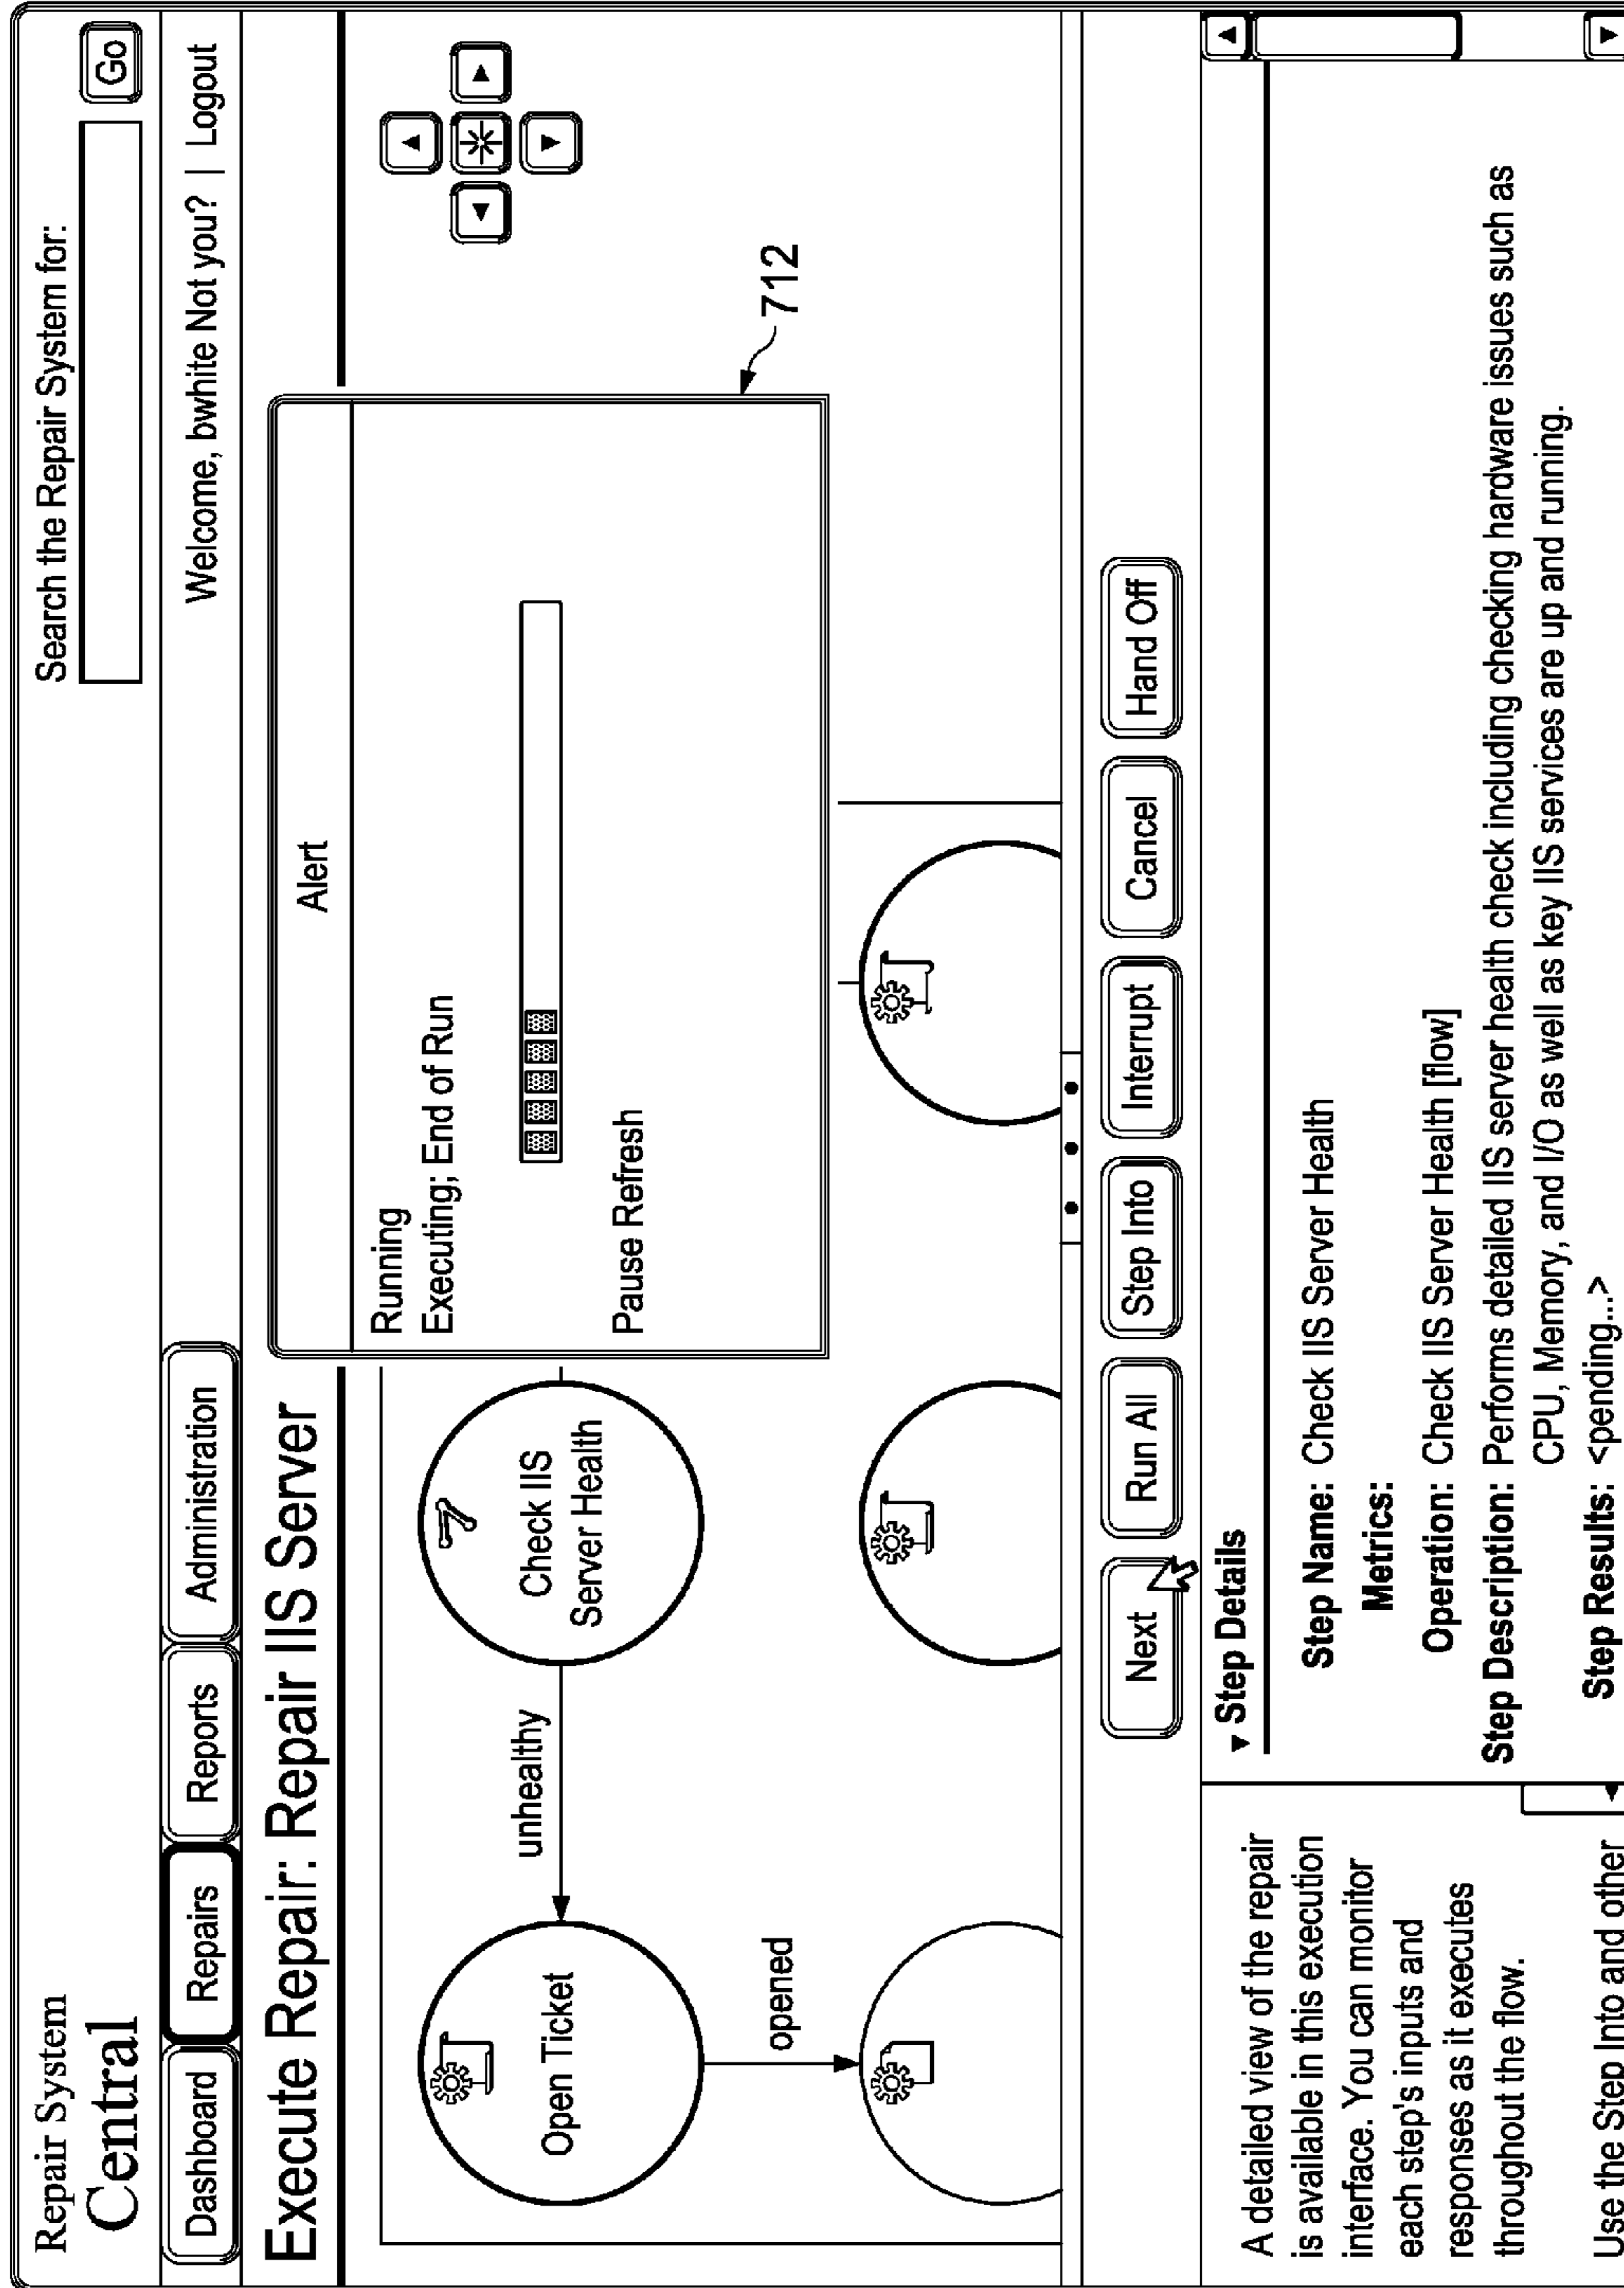 Repair System
Central
Search the Repair System for:
Go
Dashboard
Repairs
Reports
Administration
Welcome, bwhite Not you? | Logout
Execute Repair: Repair IIS Server
Open Ticket
unhealthy
Check IIS
Server Health
opened
Alert
Running
Executing; End of Run
Pause Refresh
712
Next
Run All
Step Into
Interrupt
Cancel
Hand Off
A detailed view of the repair
is available in this execution
interface. You can monitor
each step's inputs and
responses as it executes
throughout the flow.
Use the Step Into and other
Step Details
Step Name: Check IIS Server Health
Metrics:
Operation: Check IIS Server Health [flow]
Step Description: Performs detailed IIS server health check including checking hardware issues such as
CPU, Memory, and I/O as well as key IIS services are up and running.
Step Results: <pending...>